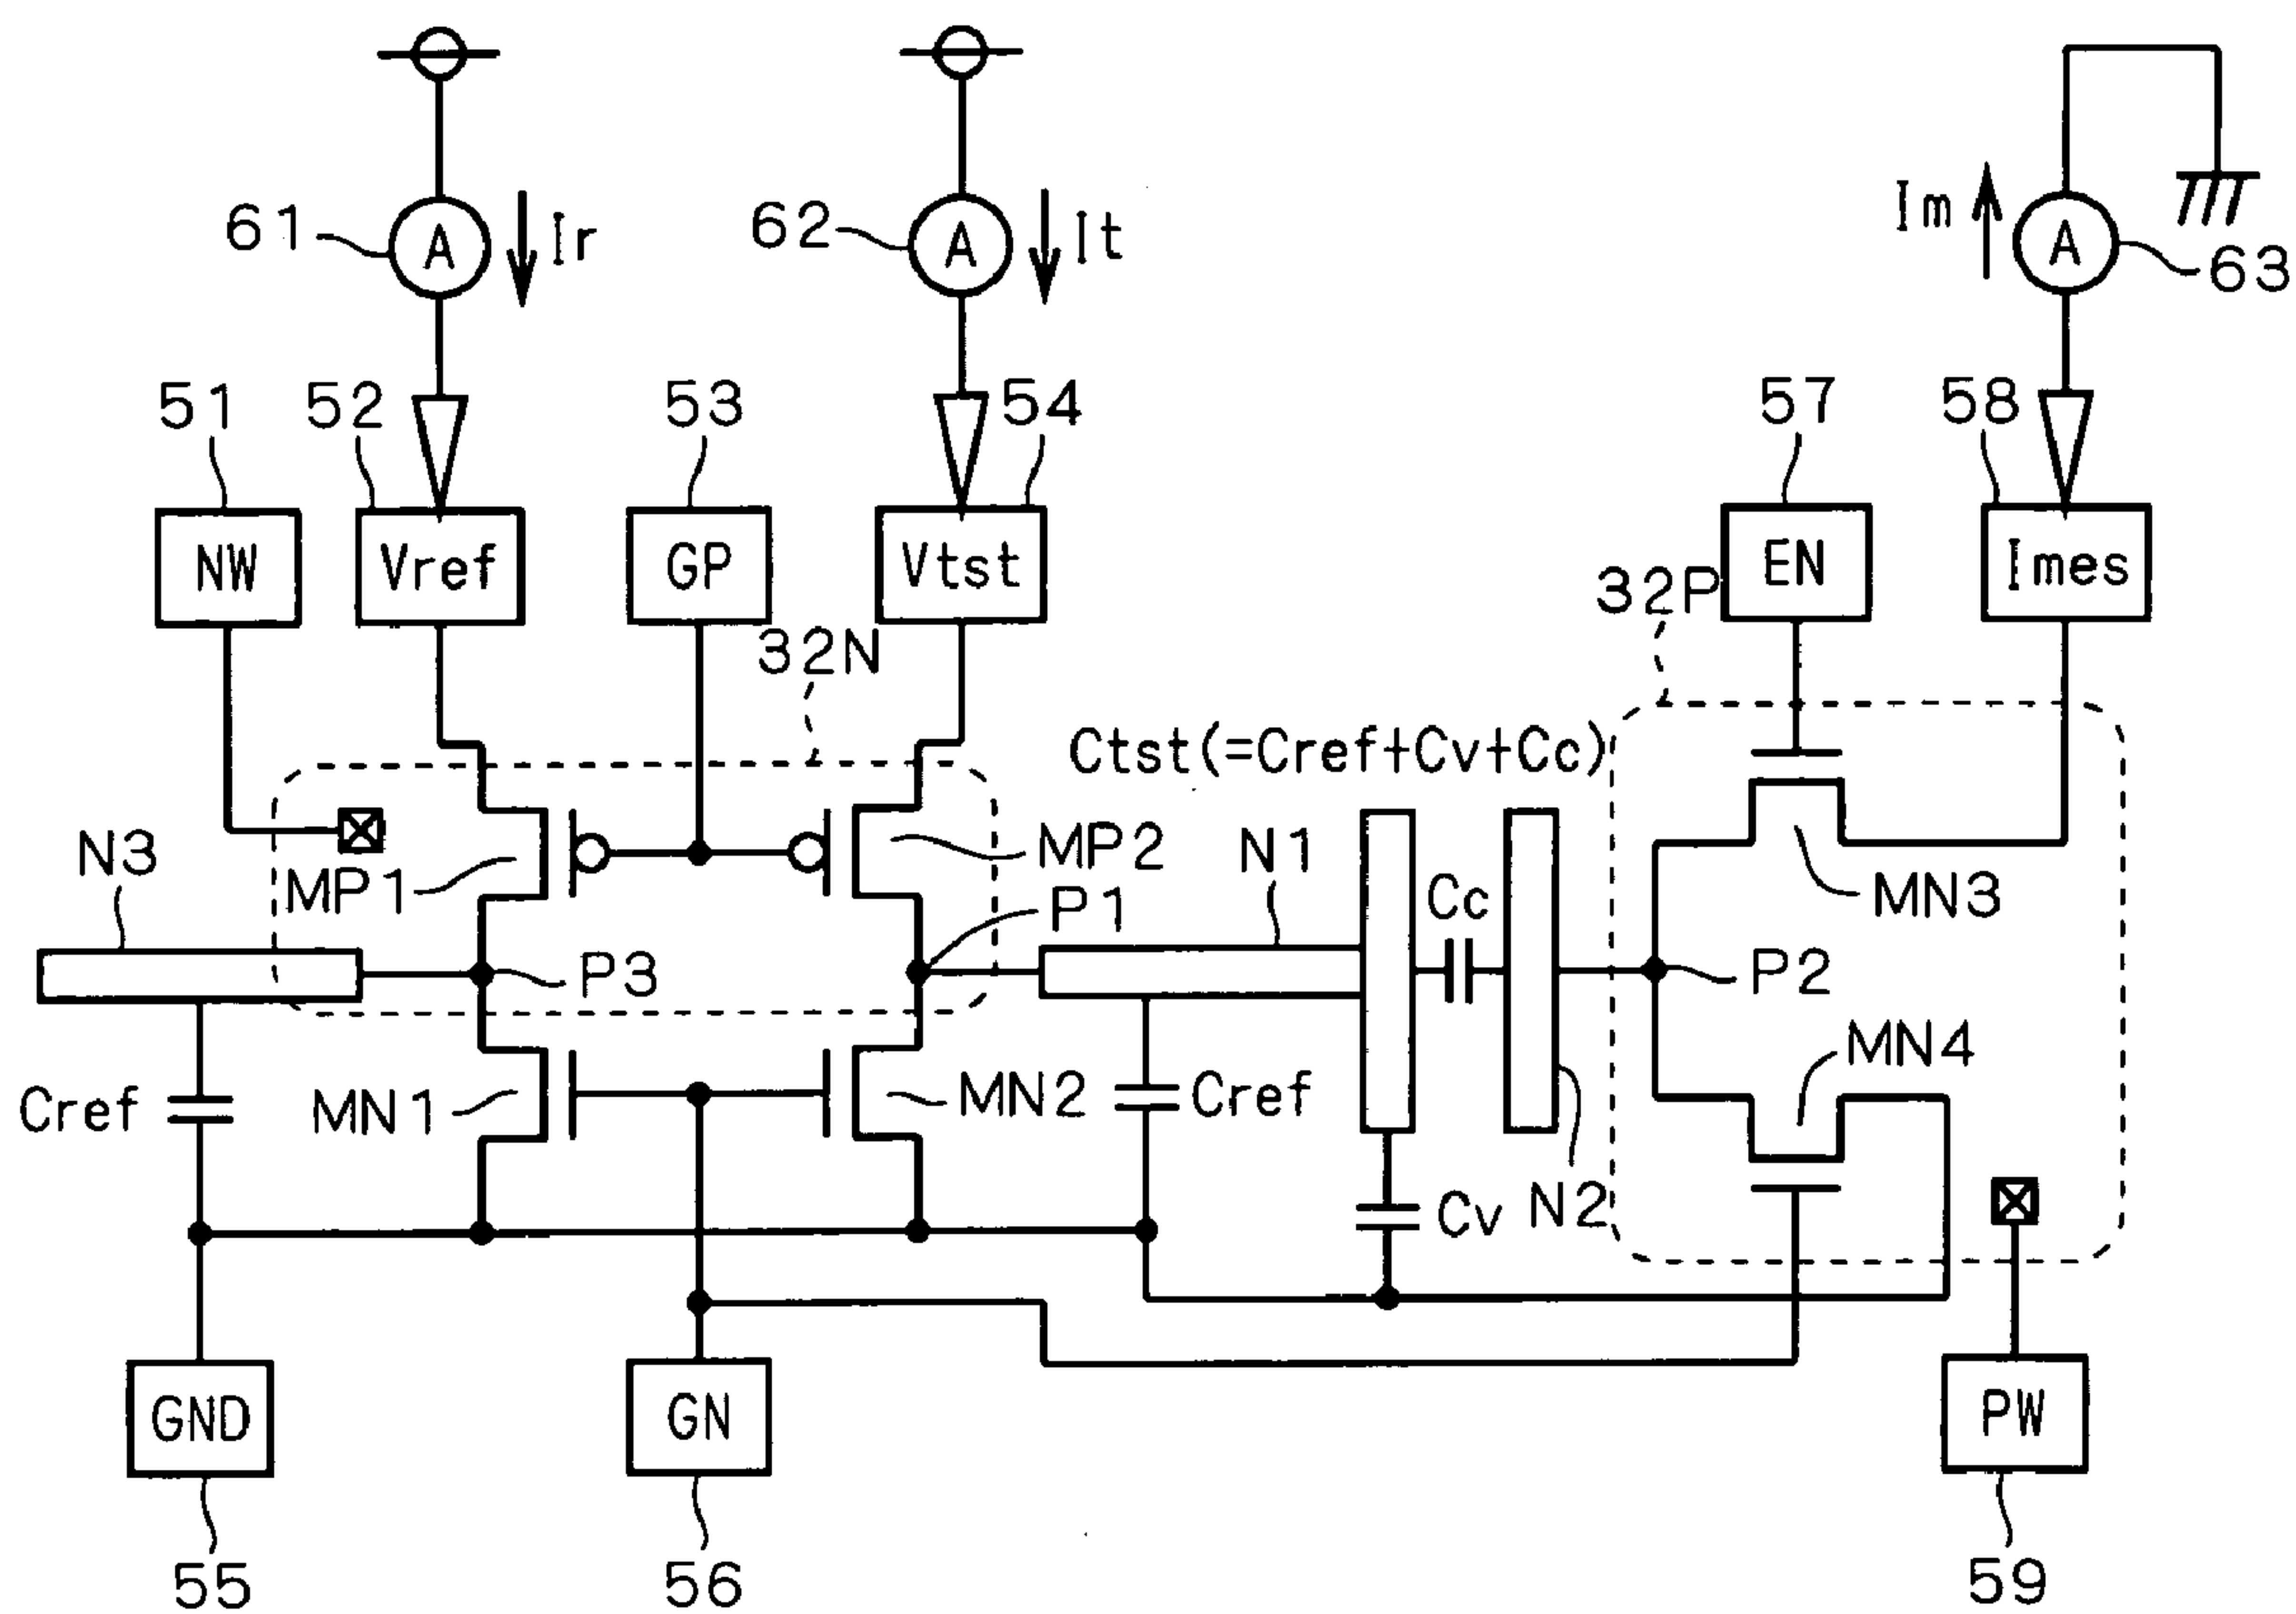 61 A Ir
62 A It
Im A 63
51 52 53 54 57 58
NW Vref GP Vtst EN Imes
32N
32P
Ctst(=Cref+Cv+Cc)
N3 MP1 MP2 N1 Cc MN3
P3 P1 P2
Cref MN1 MN2 Cref MN4
Cv N2
GND GN PW
55 56 59